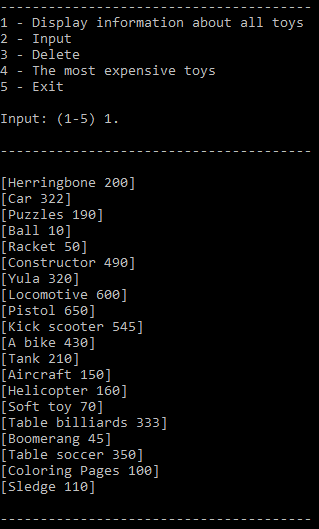 ---------------------------------------
1 - Display information about all toys
2 - Input
3 - Delete
4 - The most expensive toys
5 - Exit
Input: (1-5) 1.
---------------------------------------
[Herringbone 200]
[Car 322]
[Puzzles 190]
[Ball 10]
[Racket 50]
[Constructor 490]
[Yula 320]
[Locomotive 600]
[Pistol 650]
[Kick scooter 545]
[A bike 430]
[Tank 210]
[Aircraft 150]
[Helicopter 160]
[Soft toy 70]
[Table billiards 333]
[Boomerang 45]
[Table soccer 350]
[Coloring Pages 100]
[Sledge 110]
---------------------------------------